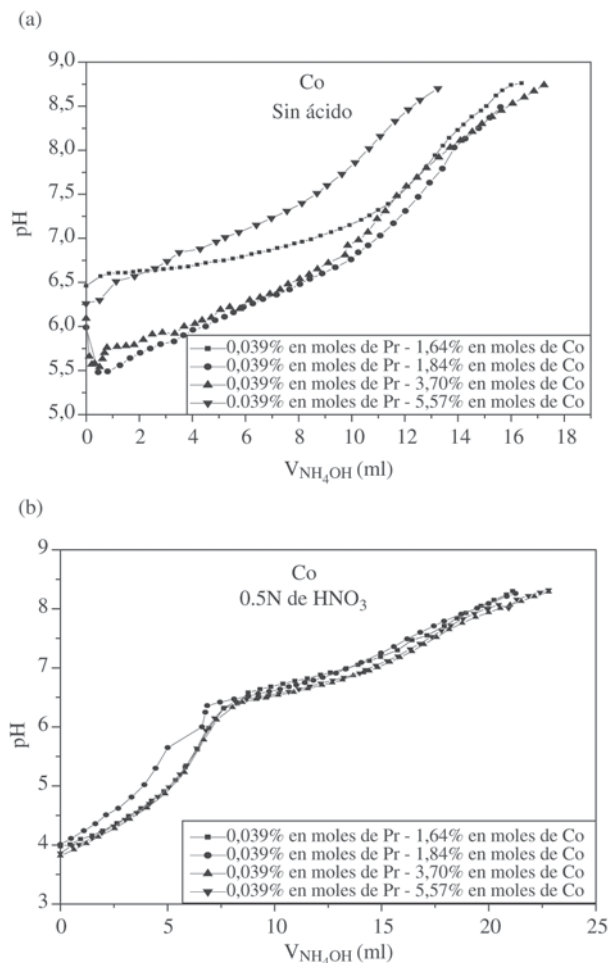 (a)
9,0
8,5
8,0
7,5
7,0
6,5
6,0
5,5
5,0
pH
Co
Sin ácido
0,039% en moles de Pr - 1,64% en moles de Co
0,039% en moles de Pr - 1,84% en moles de Co
0,039% en moles de Pr - 3,70% en moles de Co
0.039% en moles de Pr - 5,57% en moles de Co
0 2 4 6 8 10 12 14 16 18
V_NH₄OH (ml)
(b)
9
8
7
6
5
4
3
pH
Co
0.5N de HNO₃
0,039% en moles de Pr - 1,64% en moles de Co
0,039% en moles de Pr - 1,84% en moles de Co
0,039% en moles de Pr - 3,70% en moles de Co
0,039% en moles de Pr - 5,57% en moles de Co
0 5 10 15 20 25
V_NH₄OH (ml)